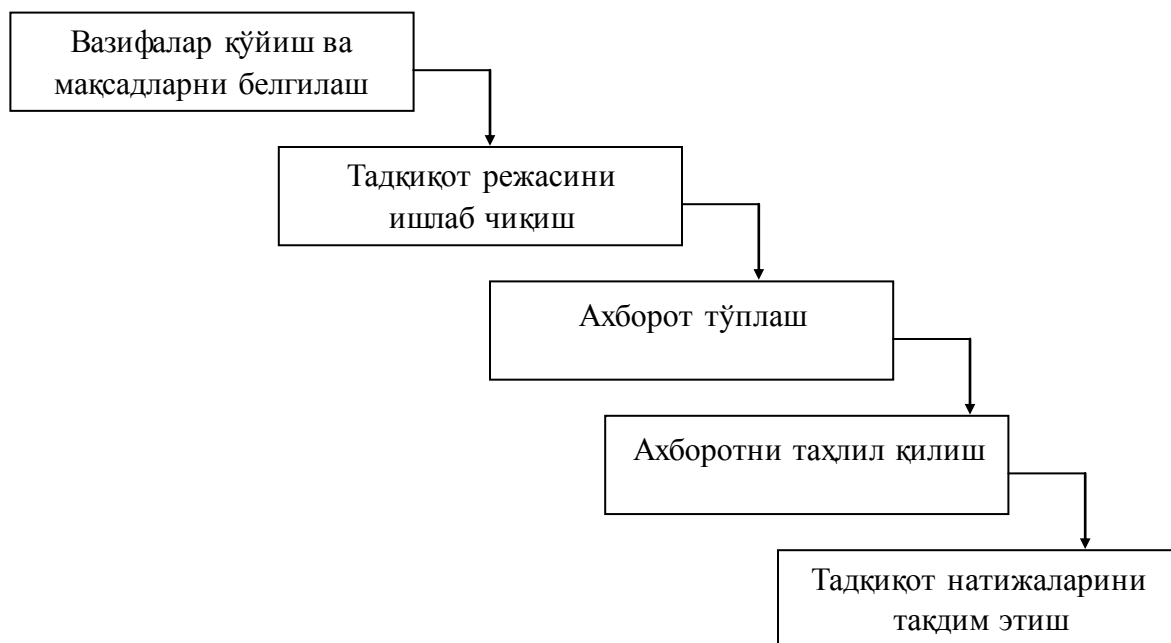 Вазифалар қўйиш ва
мақсадларни белгилаш
Тадқиқот режасини
ишлаб чиқиш
Ахборот тўплаш
Ахборотни таҳлил қилиш
Тадқиқот натижаларини
тақдим этиш